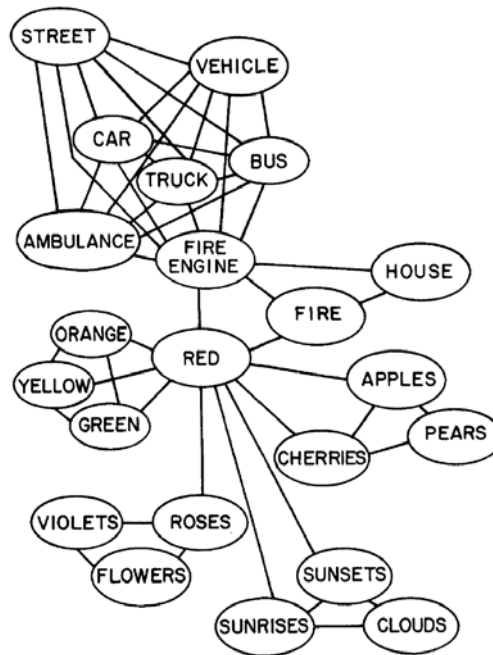 STREET
VEHICLE
CAR
BUS
TRUCK
AMBULANCE
FIRE
ENGINE
HOUSE
FIRE
ORANGE
RED
YELLOW
APPLES
GREEN
PEARS
CHERRIES
VIOLETS
ROSES
FLOWERS
SUNSETS
SUNRISES
CLOUDS